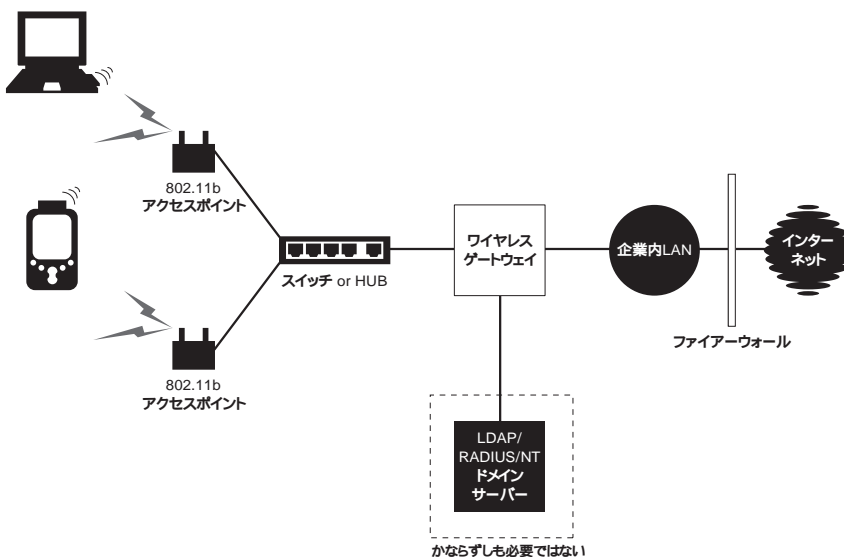 802.11b
アクセスポイント
スイッチ or HUB
ワイヤレス
ゲートウェイ
企業内LAN
インター
ネット
ファイアーウォール
802.11b
アクセスポイント
LDAP/
RADIUS/NT
ドメイン
サーバー
かならずしも必要ではない